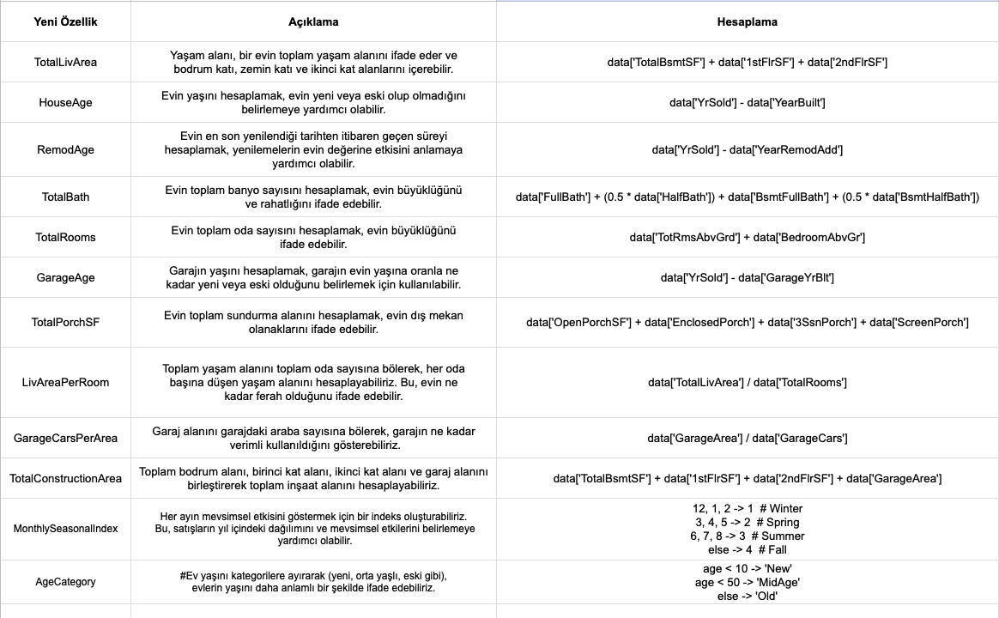 Yeni Özellik
Açıklama
Hesaplama
TotalLivArea
Yaşam alanı, bir evin toplam yaşam alanını ifade eder ve
bodrum katı, zemin katı ve ikinci kat alanlarını içerebilir.
data['TotalBsmtSF'] + data['1stFlrSF'] + data['2ndFlrSF']
HouseAge
Evin yaşını hesaplamak, evin yeni veya eski olup olmadığını
belirlemeye yardımcı olabilir.
data['YrSold'] - data['YearBuilt']
RemodAge
Evin en son yenilendiği tarihten itibaren geçen süreyi
hesaplamak, yenilemelerin evin değerine etkisini anlamaya
yardımcı olabilir.
data['YrSold'] - data['YearRemodAdd']
TotalBath
Evin toplam banyo sayısını hesaplamak, evin büyüklüğünü
ve rahatlığını ifade edebilir.
data['FullBath'] + (0.5 * data['HalfBath']) + data['BsmtFullBath'] + (0.5 * data['BsmtHalfBath'])
TotalRooms
Evin toplam oda sayısını hesaplamak, evin büyüklüğünü
ifade edebilir.
data['TotRmsAbvGrd'] + data['BedroomAbvGr']
GarageAge
Garajın yaşını hesaplamak, garajın evin yaşına oranla ne
kadar yeni veya eski olduğunu belirlemek için kullanılabilir.
data['YrSold'] - data['GarageYrBlt']
TotalPorchSF
Evin toplam sundurma alanını hesaplamak, evin dış mekan
olanaklarını ifade edebilir.
data['OpenPorchSF'] + data['EnclosedPorch'] + data['3SsnPorch'] + data['ScreenPorch']
LivAreaPerRoom
Toplam yaşam alanını toplam oda sayısına bölerek, her oda
başına düşen yaşam alanını hesaplayabiliriz. Bu, evin ne
kadar ferah olduğunu ifade edebilir.
data['TotalLivArea'] / data['TotalRooms']
GarageCarsPerArea
Garaj alanını garajdaki araba sayısına bölerek, garajın ne kadar
verimli kullanıldığını gösterebiliriz.
data['GarageArea'] / data['GarageCars']
TotalConstructionArea
Toplam bodrum alanı, birinci kat alanı, ikinci kat alanı ve garaj alanını
birleştirerek toplam inşaat alanını hesaplayabiliriz.
data['TotalBsmtSF'] + data['1stFlrSF'] + data['2ndFlrSF'] + data['GarageArea']
MonthlySeasonalIndex
Her ayın mevsimsel etkisini göstermek için bir indeks oluşturabiliriz.
Bu, satışların yıl içindeki dağılımını ve mevsimsel etkilerini belirlemeye
yardımcı olabilir.
12, 1, 2 -> 1 # Winter
3, 4, 5 -> 2 # Spring
6, 7, 8 -> 3 # Summer
else -> 4 # Fall
AgeCategory
#Ev yaşını kategorilere ayırarak (yeni, orta yaşlı, eski gibi),
evlerin yaşını daha anlamlı bir şekilde ifade edebiliriz.
age < 10 -> 'New'
age < 50 -> 'MidAge'
else -> 'Old'